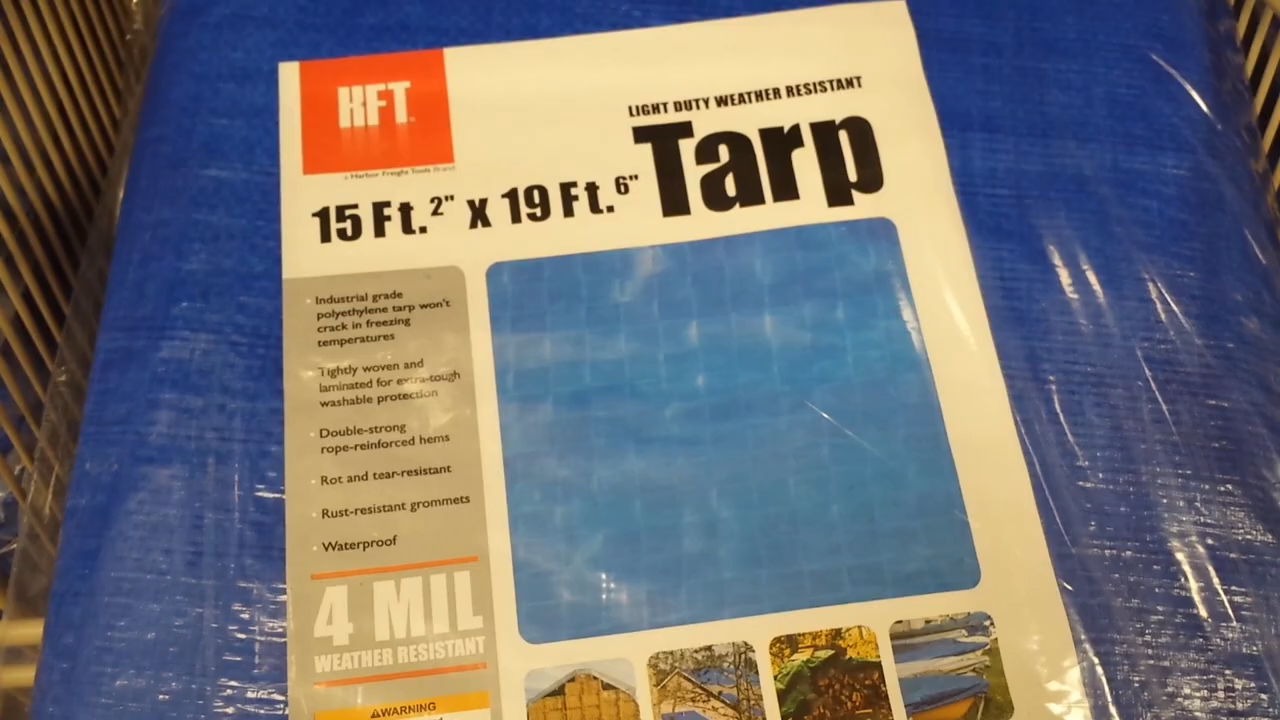 HFT
a Harbor Freight Tools Brand
LIGHT DUTY WEATHER RESISTANT
Tarp
15 Ft. 2" x 19 Ft. 6"
Industrial grade
polyethylene tarp won't
crack in freezing
temperatures
Tightly woven and
laminated for extra-tough
washable protection
Double-strong
rope-reinforced hems
Rot and tear-resistant
Rust-resistant grommets
Waterproof
4 MIL
WEATHER RESISTANT
WARNING